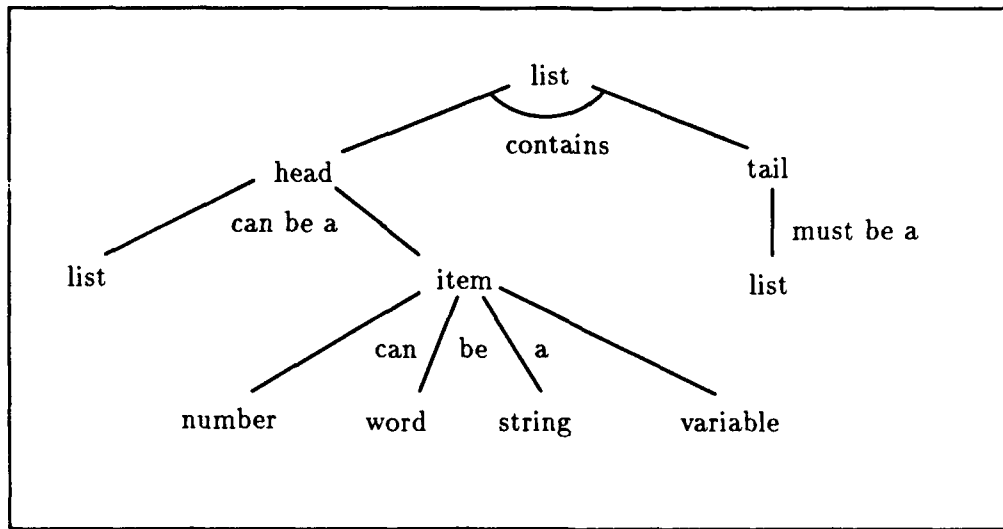 list
contains
head
tail
can be a
must be a
list
item
list
can be a
number
word
string
variable